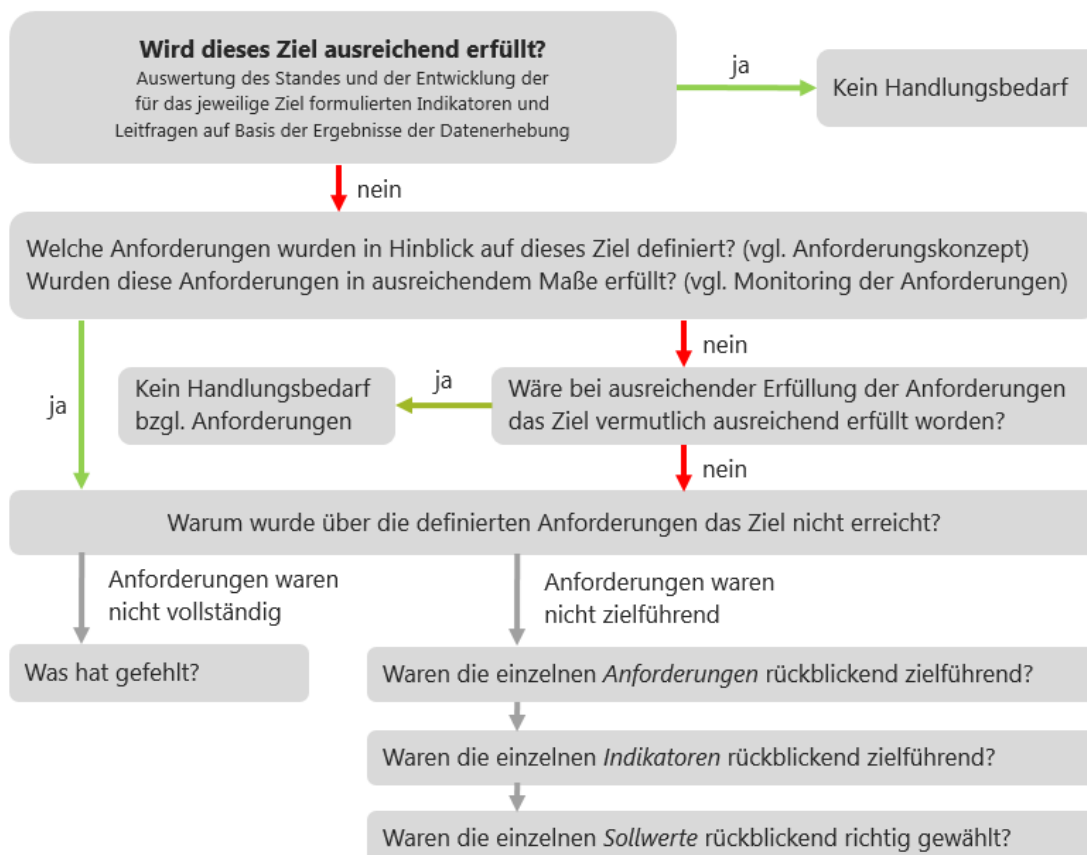 Wird dieses Ziel ausreichend erfüllt?
Auswertung des Standes und der Entwicklung der
für das jeweilige Ziel formulierten Indikatoren und
Leitfragen auf Basis der Ergebnisse der Datenerhebung
ja
Kein Handlungsbedarf
nein
Welche Anforderungen wurden in Hinblick auf dieses Ziel definiert? (vgl. Anforderungskonzept)
Wurden diese Anforderungen in ausreichendem Maße erfüllt? (vgl. Monitoring der Anforderungen)
ja
nein
Wäre bei ausreichender Erfüllung der Anforderungen
das Ziel vermutlich ausreichend erfüllt worden?
ja
Kein Handlungsbedarf
bzgl. Anforderungen
nein
Warum wurde über die definierten Anforderungen das Ziel nicht erreicht?
Anforderungen waren
nicht vollständig
Was hat gefehlt?
Anforderungen waren
nicht zielführend
Waren die einzelnen Anforderungen rückblickend zielführend?
Waren die einzelnen Indikatoren rückblickend zielführend?
Waren die einzelnen Sollwerte rückblickend richtig gewählt?